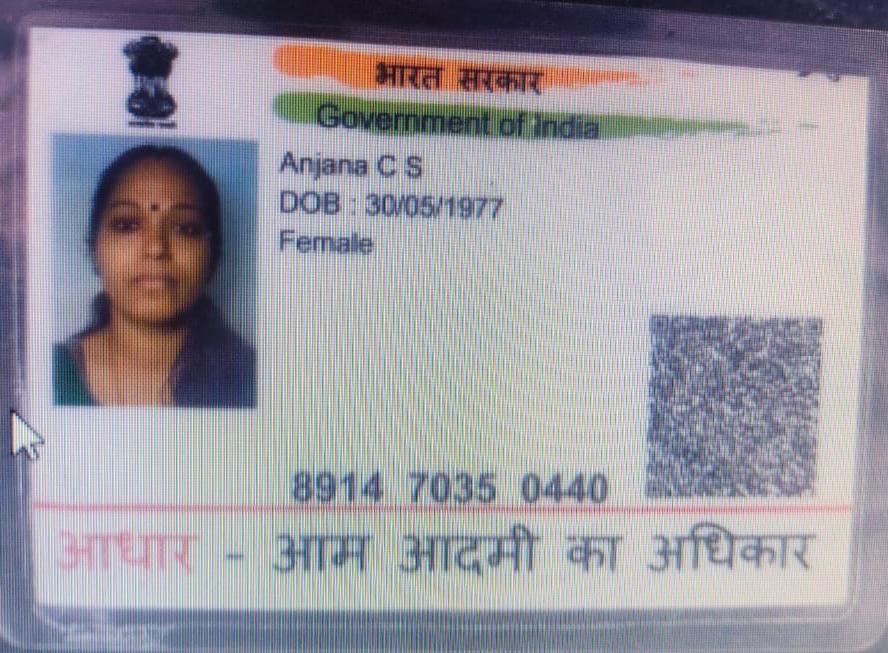 भारत सरकार
Government of India
Anjana C S
DOB : 30/05/1977
Female
8914 7035 0440
आधार - आम आदमी का अधिकार